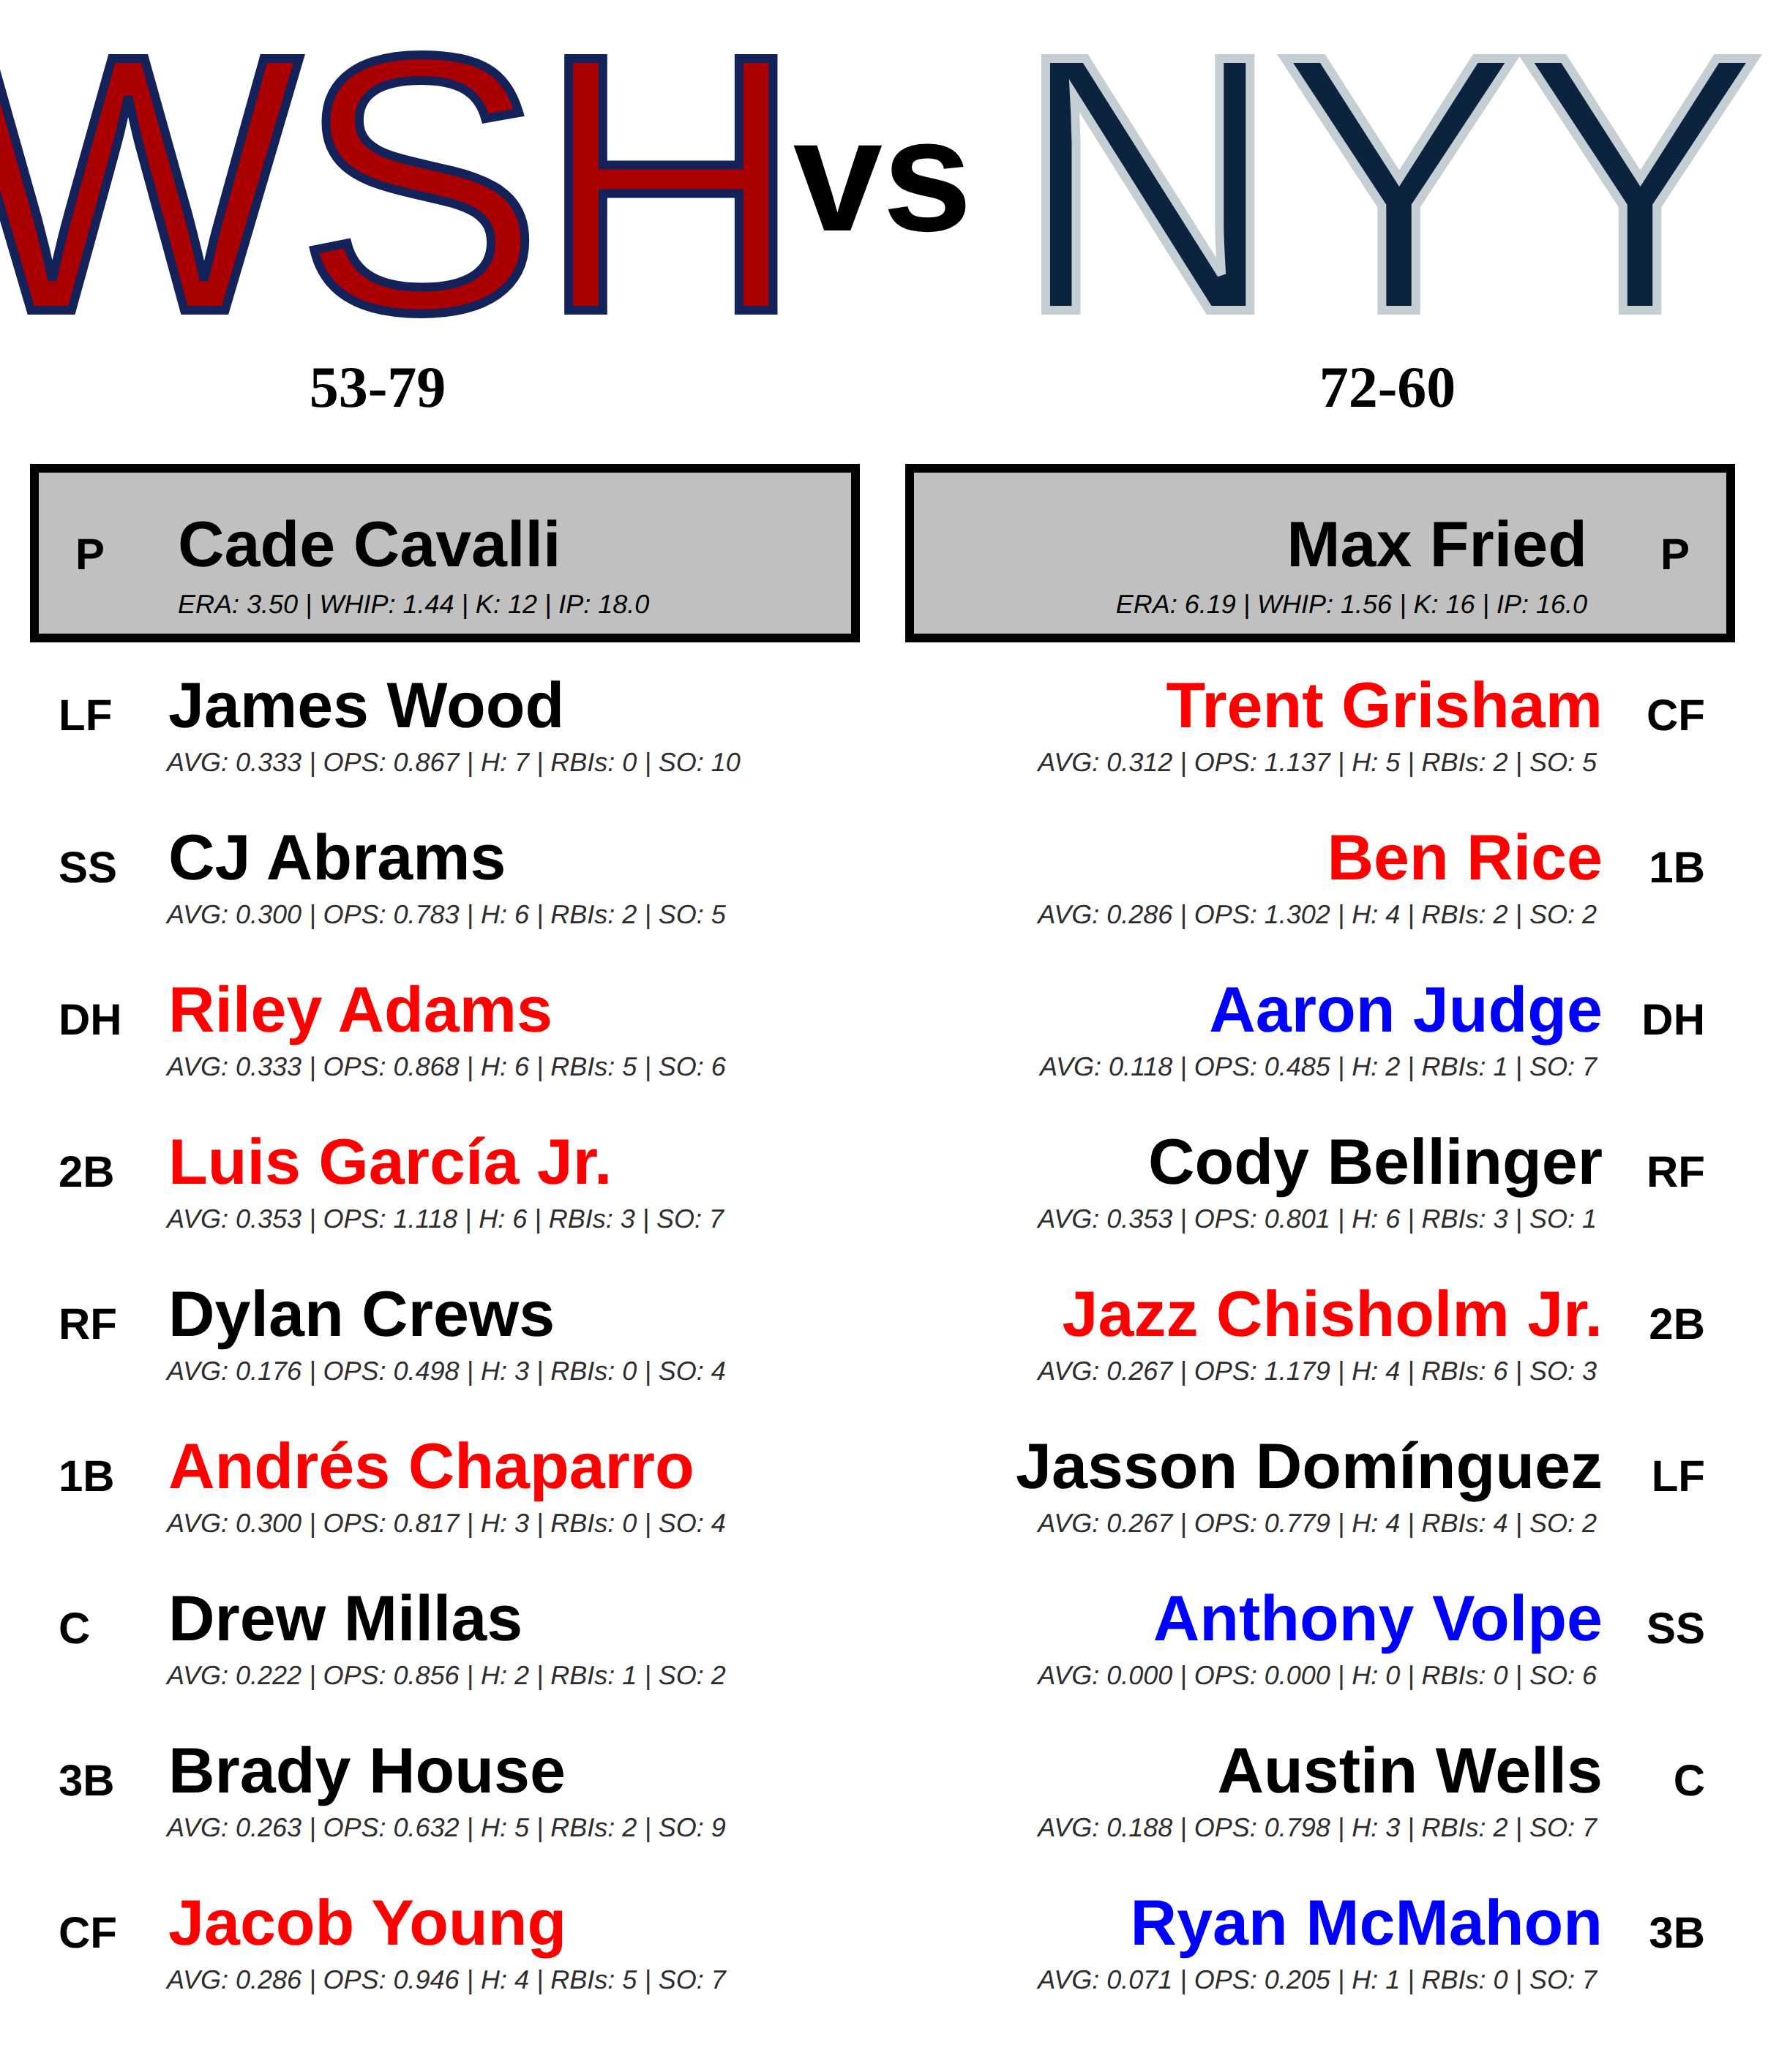 WSH vs NYY
53-79 72-60
P Cade Cavalli
ERA: 3.50 | WHIP: 1.44 | K: 12 | IP: 18.0
Max Fried P
ERA: 6.19 | WHIP: 1.56 | K: 16 | IP: 16.0
LF James Wood
AVG: 0.333 | OPS: 0.867 | H: 7 | RBIs: 0 | SO: 10
SS CJ Abrams
AVG: 0.300 | OPS: 0.783 | H: 6 | RBIs: 2 | SO: 5
DH Riley Adams
AVG: 0.333 | OPS: 0.868 | H: 6 | RBIs: 5 | SO: 6
2B Luis García Jr.
AVG: 0.353 | OPS: 1.118 | H: 6 | RBIs: 3 | SO: 7
RF Dylan Crews
AVG: 0.176 | OPS: 0.498 | H: 3 | RBIs: 0 | SO: 4
1B Andrés Chaparro
AVG: 0.300 | OPS: 0.817 | H: 3 | RBIs: 0 | SO: 4
C Drew Millas
AVG: 0.222 | OPS: 0.856 | H: 2 | RBIs: 1 | SO: 2
3B Brady House
AVG: 0.263 | OPS: 0.632 | H: 5 | RBIs: 2 | SO: 9
CF Jacob Young
AVG: 0.286 | OPS: 0.946 | H: 4 | RBIs: 5 | SO: 7
Trent Grisham CF
AVG: 0.312 | OPS: 1.137 | H: 5 | RBIs: 2 | SO: 5
Ben Rice 1B
AVG: 0.286 | OPS: 1.302 | H: 4 | RBIs: 2 | SO: 2
Aaron Judge DH
AVG: 0.118 | OPS: 0.485 | H: 2 | RBIs: 1 | SO: 7
Cody Bellinger RF
AVG: 0.353 | OPS: 0.801 | H: 6 | RBIs: 3 | SO: 1
Jazz Chisholm Jr. 2B
AVG: 0.267 | OPS: 1.179 | H: 4 | RBIs: 6 | SO: 3
Jasson Domínguez LF
AVG: 0.267 | OPS: 0.779 | H: 4 | RBIs: 4 | SO: 2
Anthony Volpe SS
AVG: 0.000 | OPS: 0.000 | H: 0 | RBIs: 0 | SO: 6
Austin Wells C
AVG: 0.188 | OPS: 0.798 | H: 3 | RBIs: 2 | SO: 7
Ryan McMahon 3B
AVG: 0.071 | OPS: 0.205 | H: 1 | RBIs: 0 | SO: 7